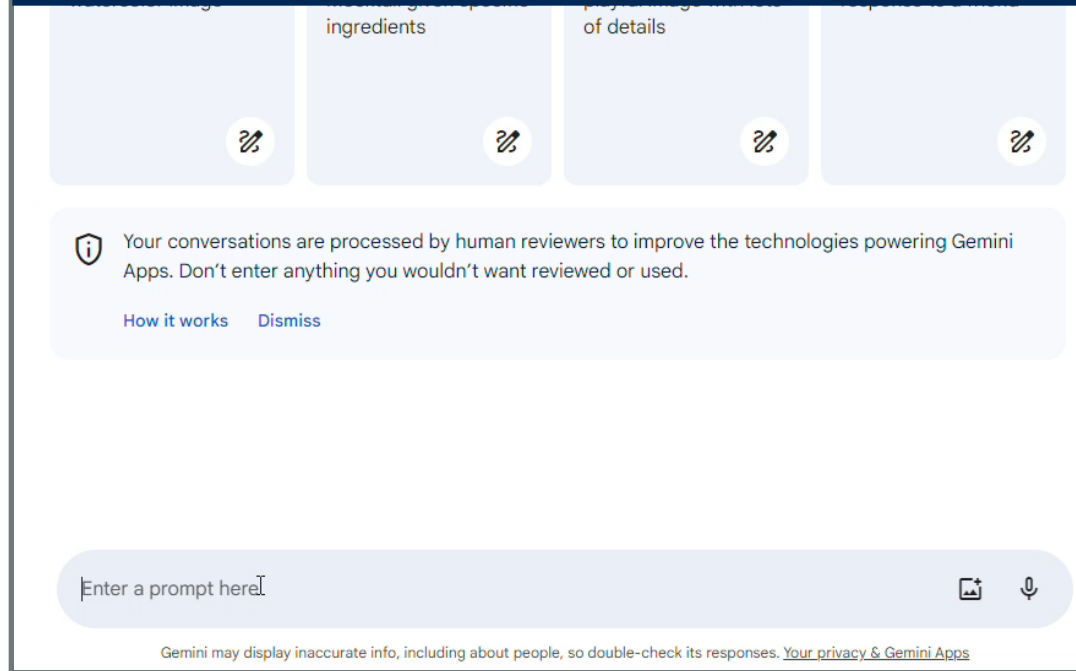 ingredients
of details
Your conversations are processed by human reviewers to improve the technologies powering Gemini
Apps. Don’t enter anything you wouldn’t want reviewed or used.
How it works Dismiss
Enter a prompt here
Gemini may display inaccurate info, including about people, so double-check its responses. Your privacy & Gemini Apps